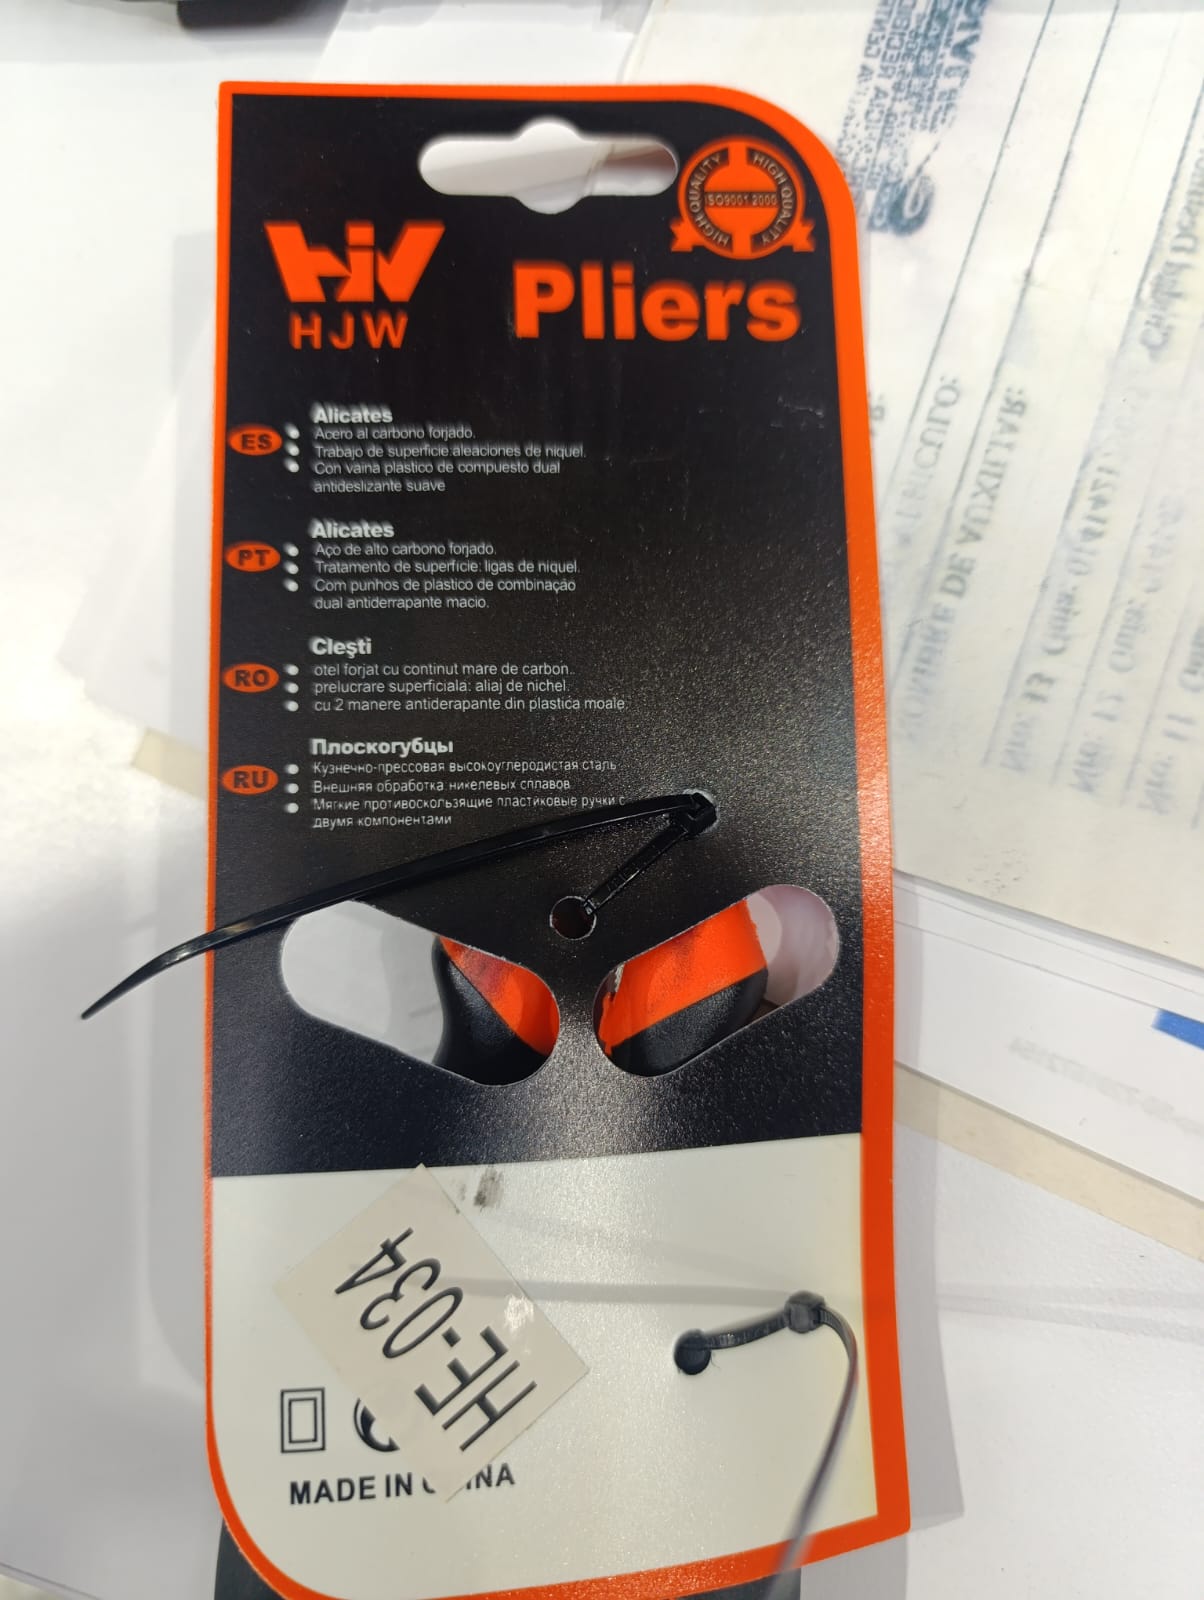 HIGH QUALITY HIGH QUALITY
ISO9001 2000
HJW
HJW
Pliers
ES
Alicates
Acero al carbono forjado.
Trabajo de superficie:aleaciones de niquel.
Con vaina plastico de compuesto dual
antideslizante suave
PT
Alicates
Aço de alto carbono forjado.
Tratamento de superficie: ligas de niquel.
Com punhos de plastico de combinação
dual antiderrapante macio.
RO
Cleşti
otel forjat cu continut mare de carbon.
prelucrare superficiala: aliaj de nichel.
cu 2 manere antiderapante din plastica moale.
RU
Плоскогубцы
Кузнечно-прессовая высокоуглеродистая сталь
Внешняя обработка никелевых сплавов
Мягкие противоскользящие пластиковые ручки с
двумя компонентами
HF-034
MADE IN
DE AUXILIAR: